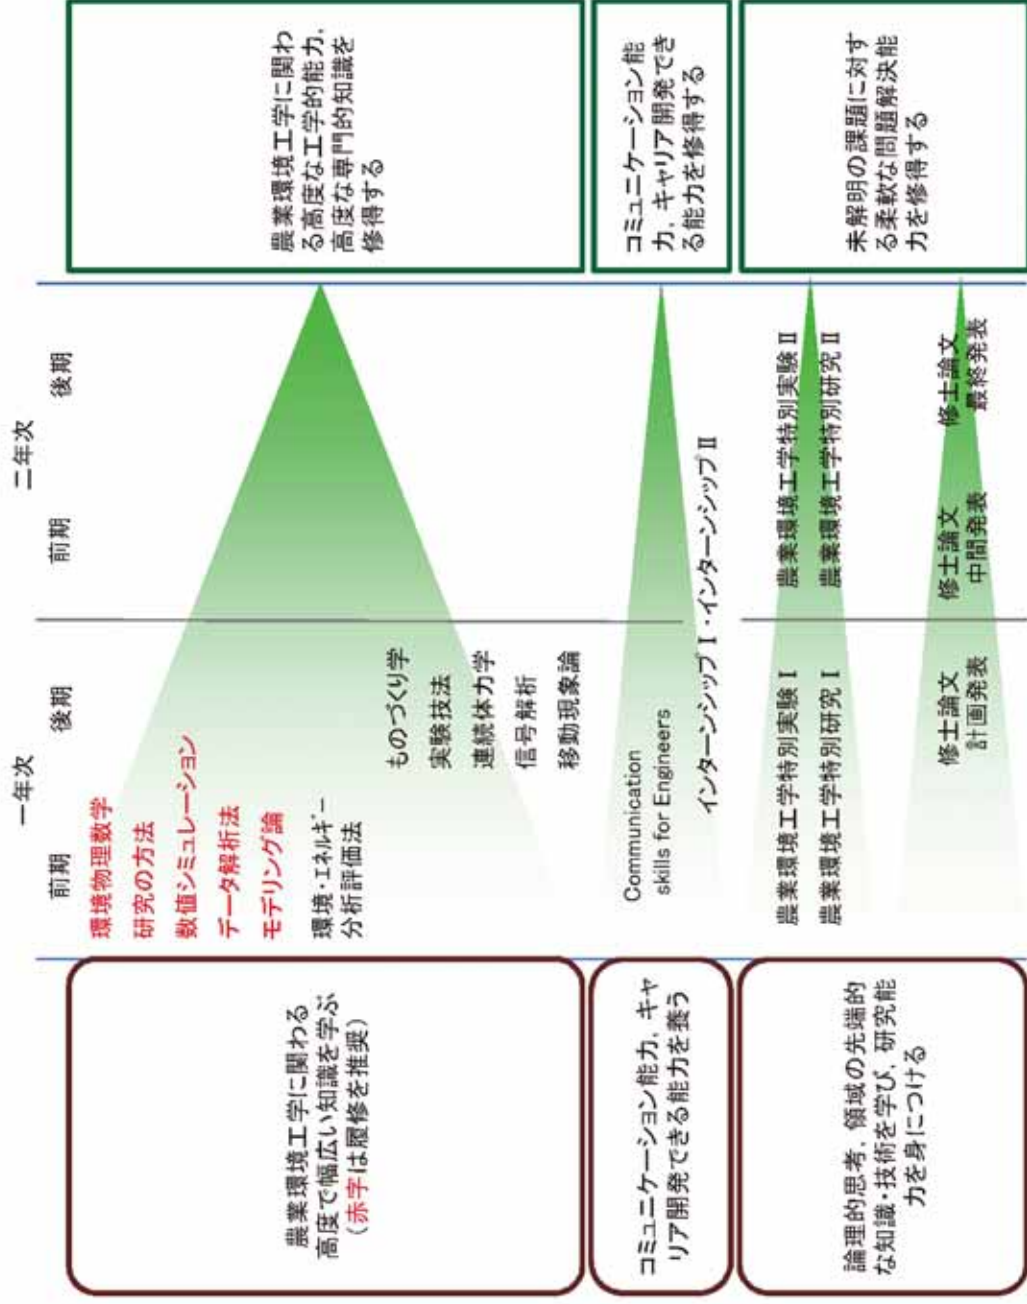 一年次
二年次
前期
後期
前期
後期
農業環境工学に関わる
高度で幅広い知識を学ぶ
（赤字は履修を推奨）
環境物理数学
研究の方法
数値シミュレーション
データ解析法
モデリング論
環境・エネルギー
分析評価法
ものづくり学
実験技法
連続体力学
信号解析
移動現象論
農業環境工学に関わ
る高度な工学的能力，
高度な専門的知識を
修得する
コミュニケーション能力，キャ
リア開発できる能力を養う
Communication
skills for Engineers
インターンシップⅠ・インターンシップⅡ
コミュニケーション能
力，キャリア開発でき
る能力を修得する
論理的思考，領域の先端的
な知識・技術を学び，研究能
力を身につける
農業環境工学特別実験Ⅰ
農業環境工学特別研究Ⅰ
農業環境工学特別実験Ⅱ
農業環境工学特別研究Ⅱ
修士論文
計画発表
修士論文
中間発表
修士論文
最終発表
未解明の課題に対す
る柔軟な問題解決能
力を修得する